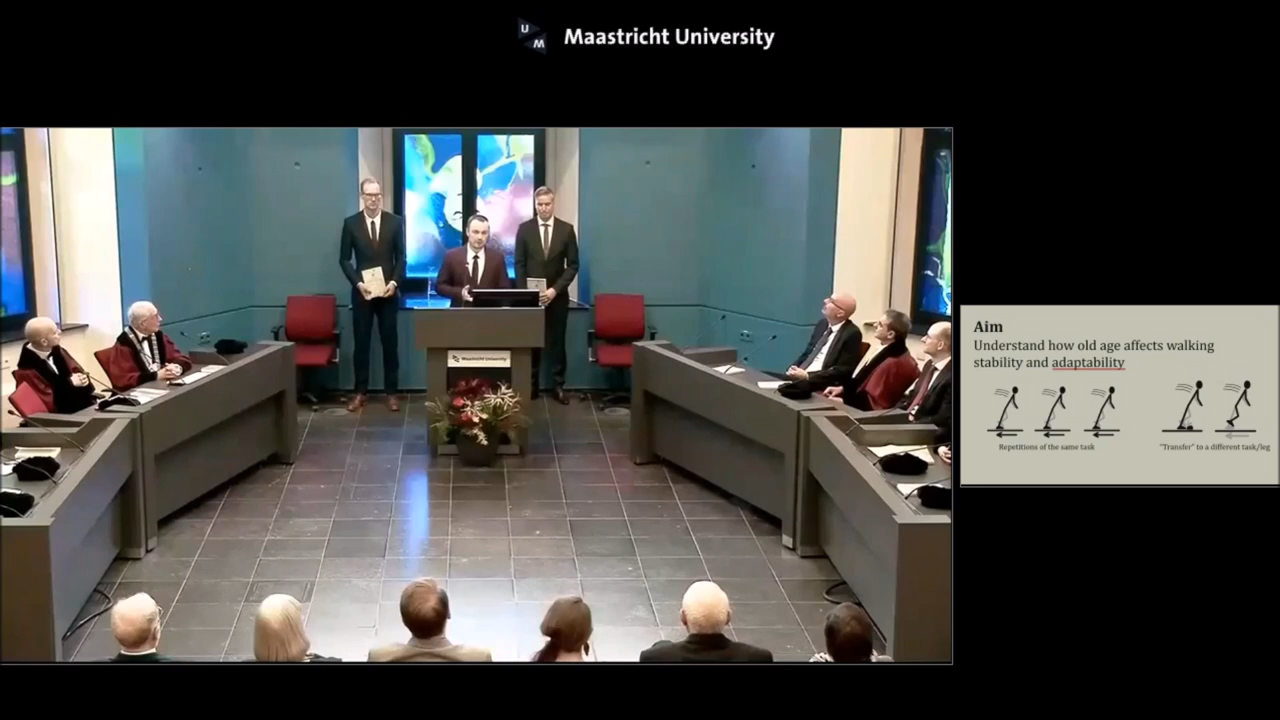 U
M
Maastricht University
Maastricht University
Aim
Understand how old age affects walking
stability and adaptability
Repetitions of the same task
"Transfer" to a different task/leg